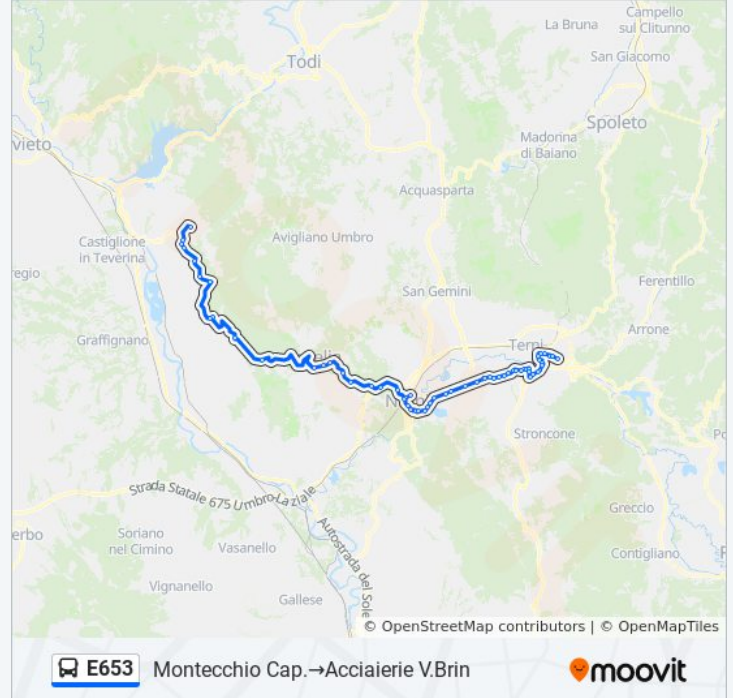 Campello
sul Clitunno
La Bruna
San Giacomo
Todi
Spoleto
Madonna
di Baiano
vieto
Acquasparta
Castiglione
in Teverina
Avigliano Umbro
regio
San Gemini
Ferentillo
Graffignano
Terni
Arrone
Stroncone
Strada Statale 675 Umbro-Laziale
Greccio
erbo
Soriano
nel Cimino
Vasanello
Autostrada del Sole
Contigliano
Vignanello
Gallese
© OpenStreetMap contributors | © OpenMapTiles
E653 Montecchio Cap.→Acciaierie V.Brin
moovit